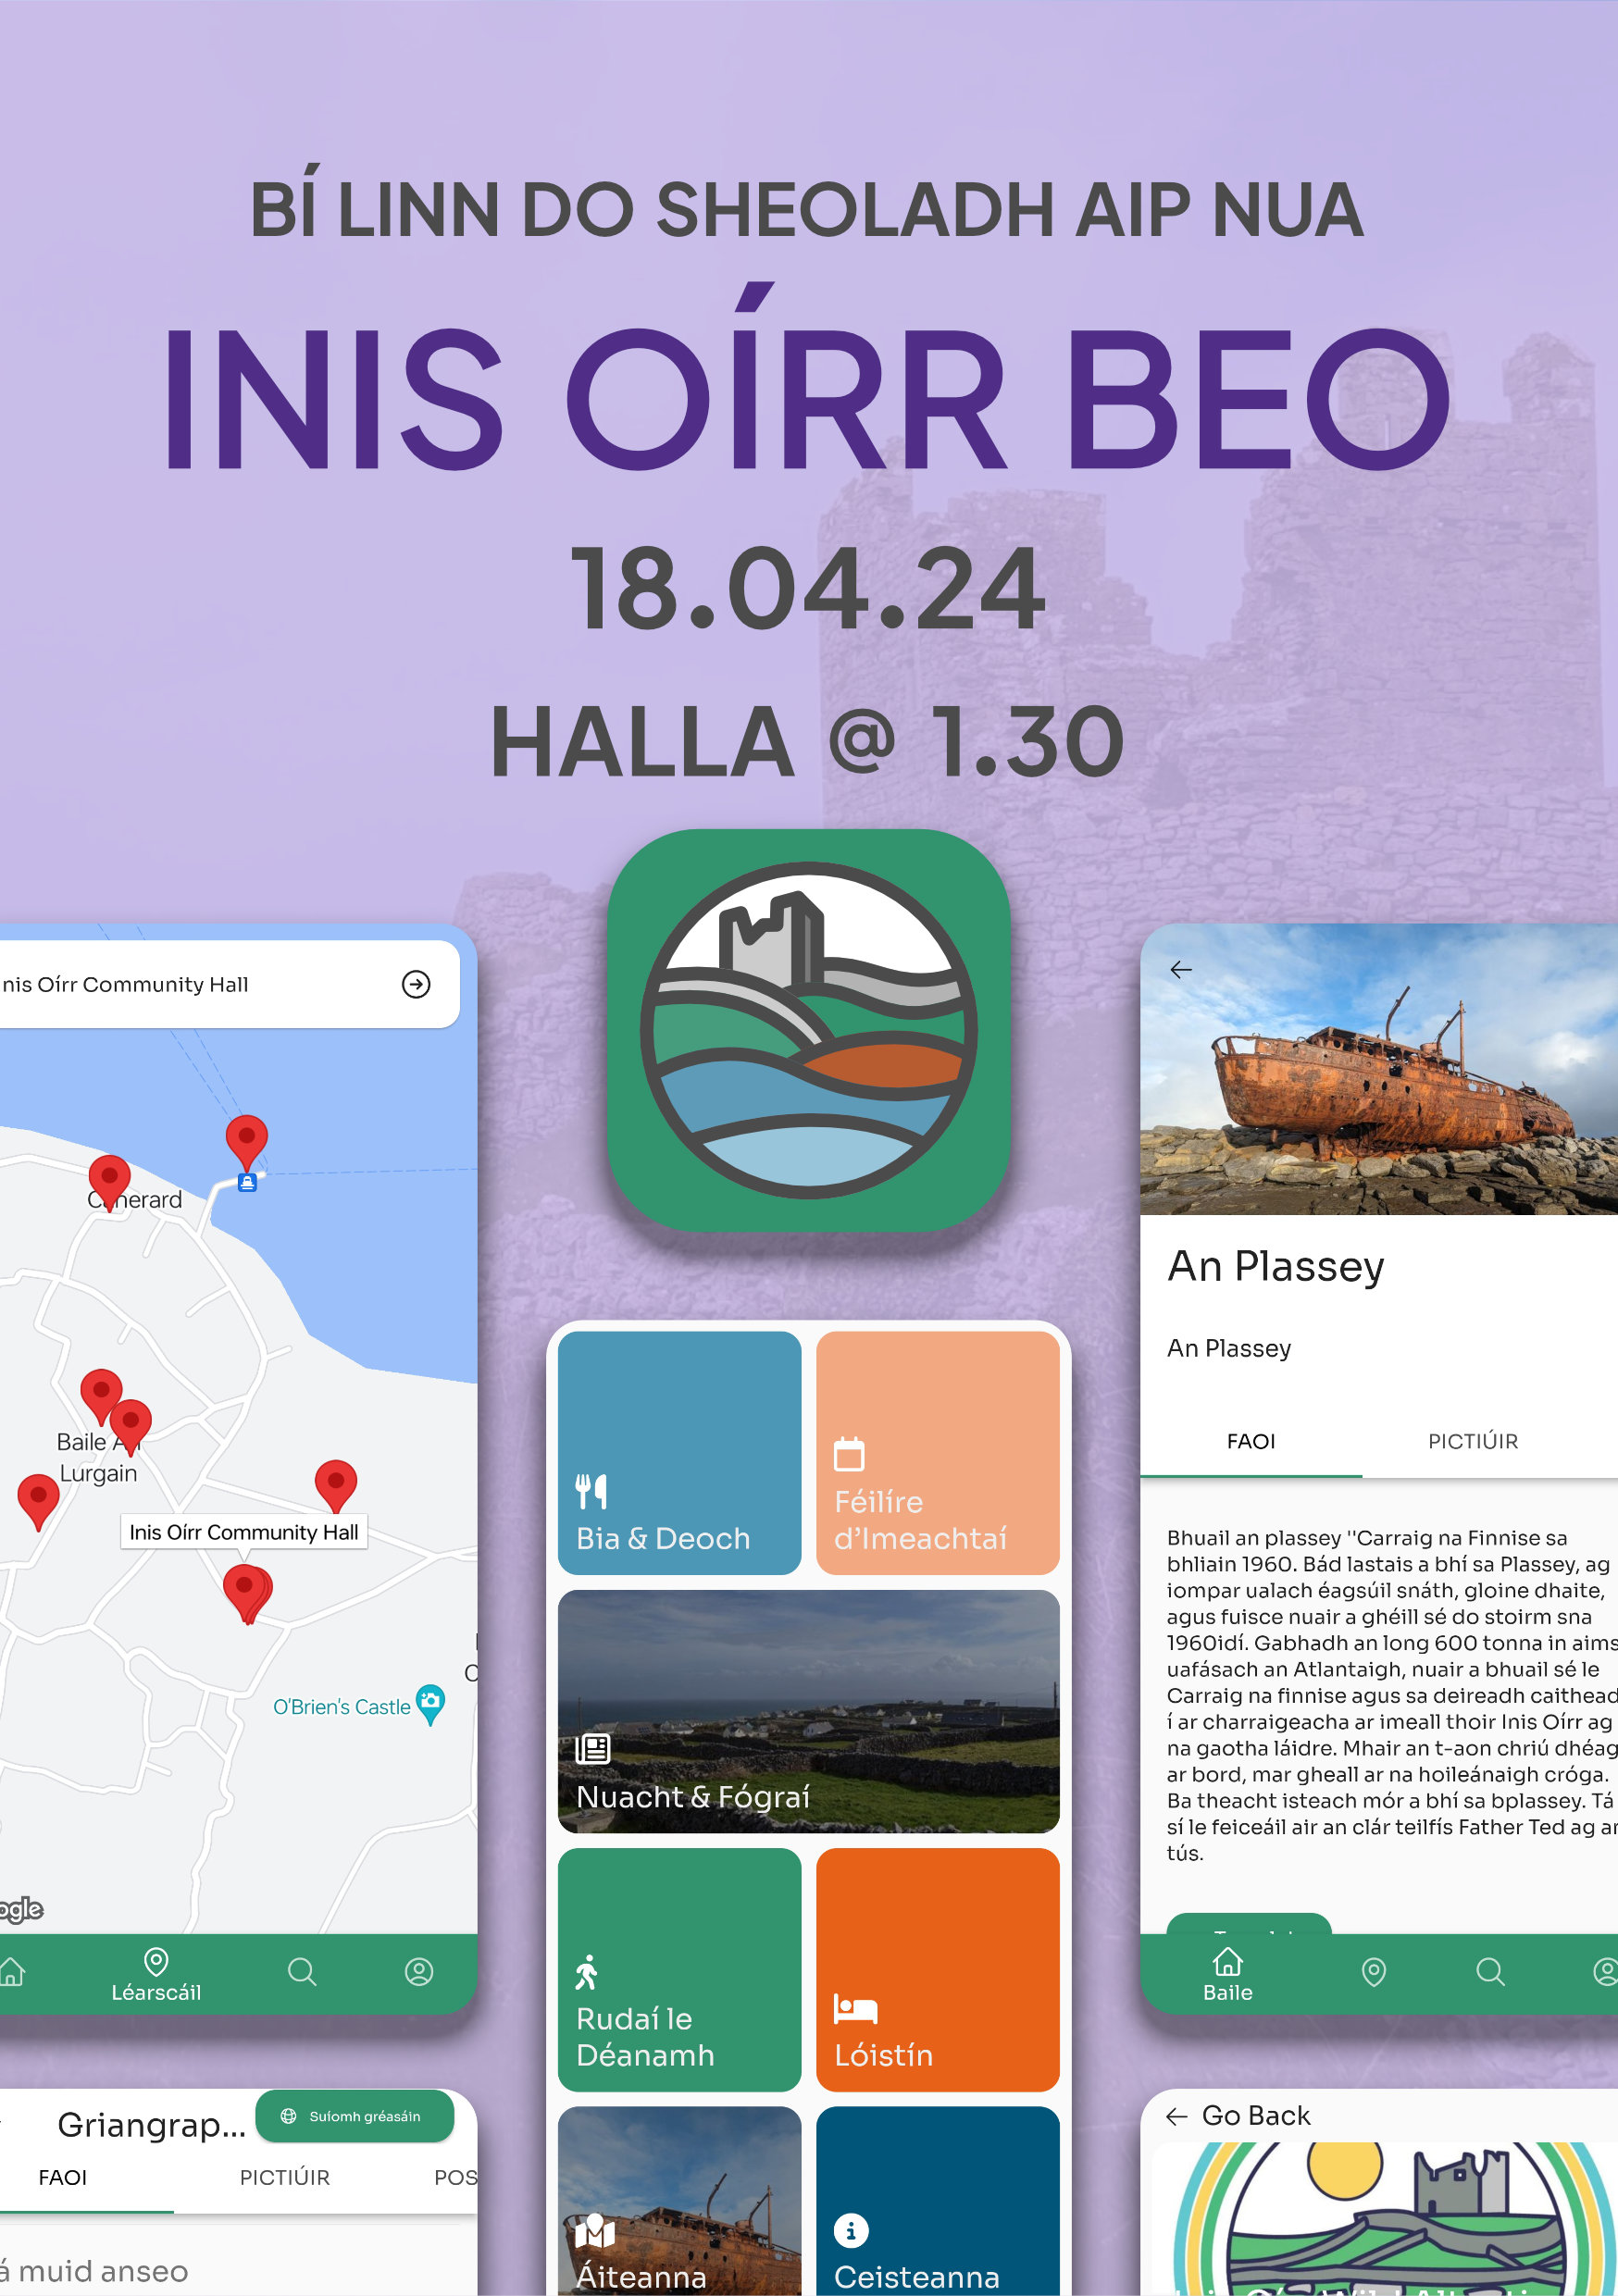 BÍ LINN DO SHEOLADH AIP NUA
INIS OÍRR BEO
18.04.24
HALLA @ 1.30
nis Oírr Community Hall
Baile
Lurgain
Inis Oírr Community Hall
O'Brien's Castle
ogle
Léarscáil
Griangrap...
Suíomh gréasáin
FAOI
PICTIÚIR
POS
á muid anseo
Bia & Deoch
Féilíre
d'Imeachtaí
Nuacht & Fógraí
Rudaí le
Déanamh
Lóistín
Áiteanna
Ceisteanna
An Plassey
An Plassey
FAOI
PICTIÚIR
Bhuail an plassey ''Carraig na Finnise sa
bhliain 1960. Bád lastais a bhí sa Plassey, ag
iompar ualach éagsúil snáth, gloine dhaite,
agus fuisce nuair a ghéill sé do stoirm sna
1960idí. Gabhadh an long 600 tonna in aims
uafásach an Atlantaigh, nuair a bhuail sé le
Carraig na finnise agus sa deireadh caithead
í ar charraigeacha ar imeall thoir Inis Oírr ag
na gaotha láidre. Mhair an t-aon chriú dhéag
ar bord, mar gheall ar na hoileánaigh cróga.
Ba theacht isteach mór a bhí sa bplassey. Tá
sí le feiceáil air an clár teilfís Father Ted ag ar
tús.
Baile
Go Back